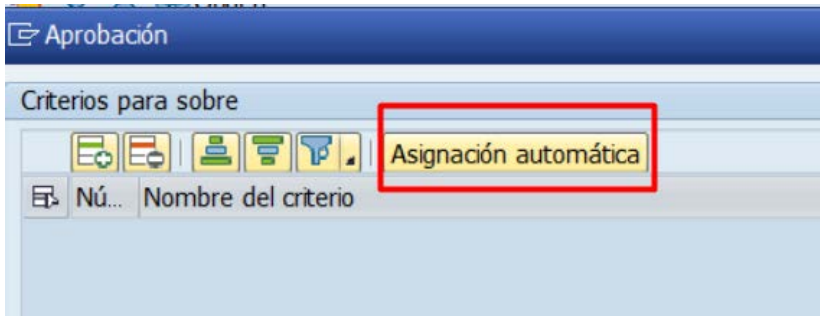 Aprobación
Criterios para sobre
Asignación automática
Nú... Nombre del criterio